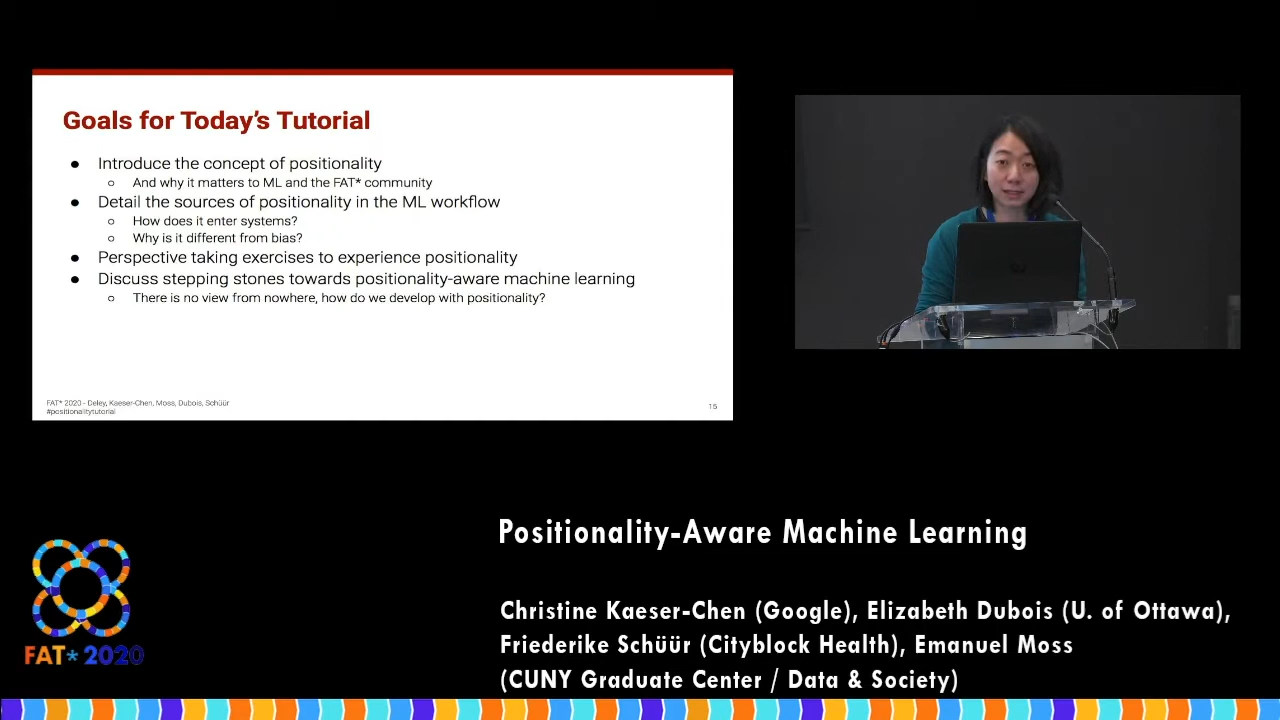 Goals for Today's Tutorial
● Introduce the concept of positionality
○ And why it matters to ML and the FAT* community
● Detail the sources of positionality in the ML workflow
○ How does it enter systems?
○ Why is it different from bias?
● Perspective taking exercises to experience positionality
● Discuss stepping stones towards positionality-aware machine learning
○ There is no view from nowhere, how do we develop with positionality?
FAT* 2020 - Deley, Kaeser-Chen, Moss, Dubois, Schüür
#positionalitytutorial
15
Positionality-Aware Machine Learning
Christine Kaeser-Chen (Google), Elizabeth Dubois (U. of Ottawa),
Friederike Schüür (Cityblock Health), Emanuel Moss
(CUNY Graduate Center / Data & Society)
FAT* 2020